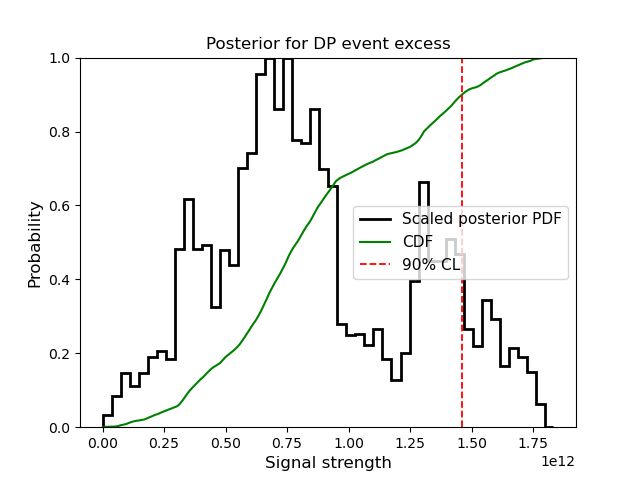 Posterior for DP event excess
Probability
1.0
0.8
0.6
0.4
0.2
0.0
Scaled posterior PDF
CDF
90% CL
0.00 0.25 0.50 0.75 1.00 1.25 1.50 1.75
1e12
Signal strength